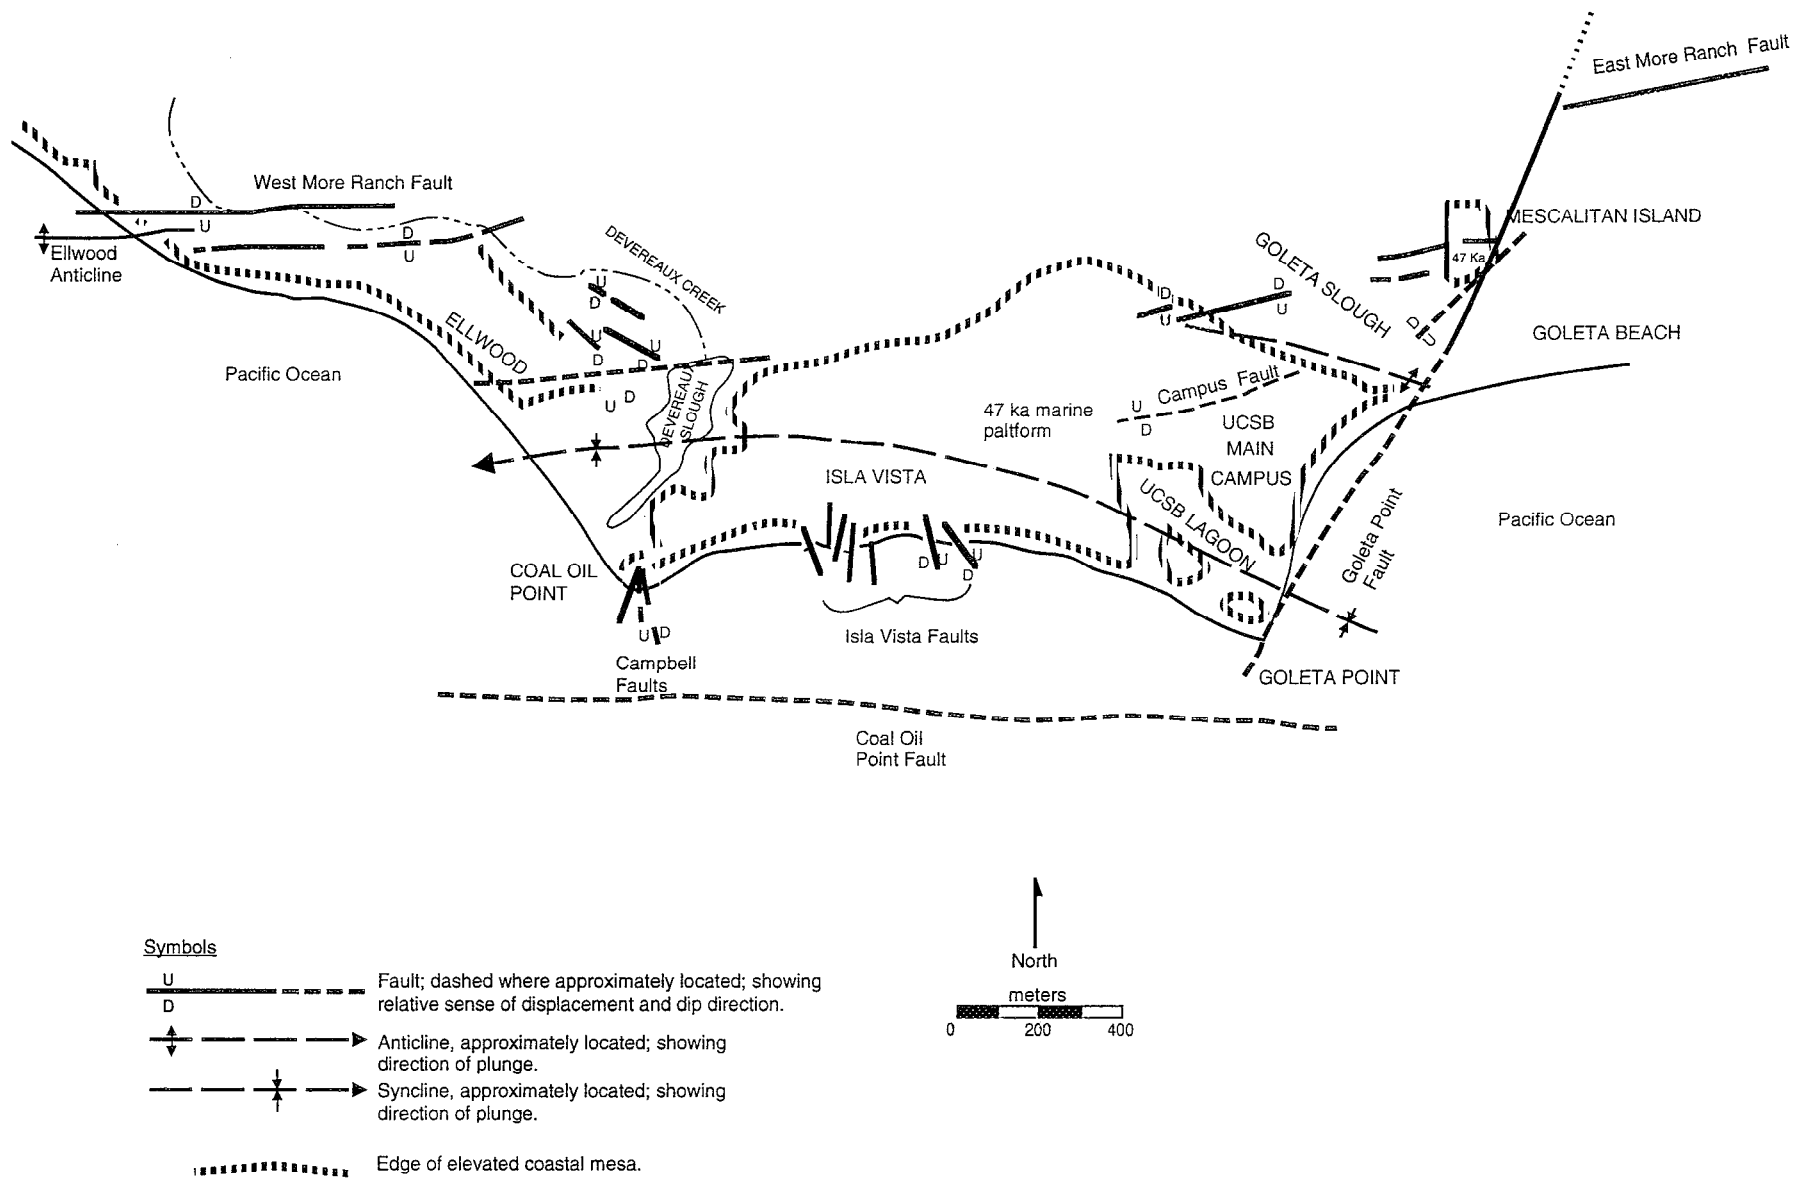 East More Ranch Fault
West More Ranch Fault
D
U
Ellwood
Anticline
D
U
DEVEREAUX CREEK
MESCALITAN ISLAND
47 Ka
GOLETA SLOUGH
D
U
D
U
D
U
GOLETA BEACH
U
D
U
D
U
D
ELLWOOD
Pacific Ocean
U
D
DEVEREAUX
SLOUGH
Campus Fault
U
D
47 ka marine
paltform
UCSB
MAIN
CAMPUS
ISLA VISTA
UCSB LAGOON
Goleta Point
Fault
Pacific Ocean
COAL OIL
POINT
D
U
U
D
U
D
Isla Vista Faults
Campbell
Faults
GOLETA POINT
Coal Oil
Point Fault
North
meters
0
200
400
Symbols
U
D
Fault; dashed where approximately located; showing
relative sense of displacement and dip direction.
Anticline, approximately located; showing
direction of plunge.
Syncline, approximately located; showing
direction of plunge.
Edge of elevated coastal mesa.